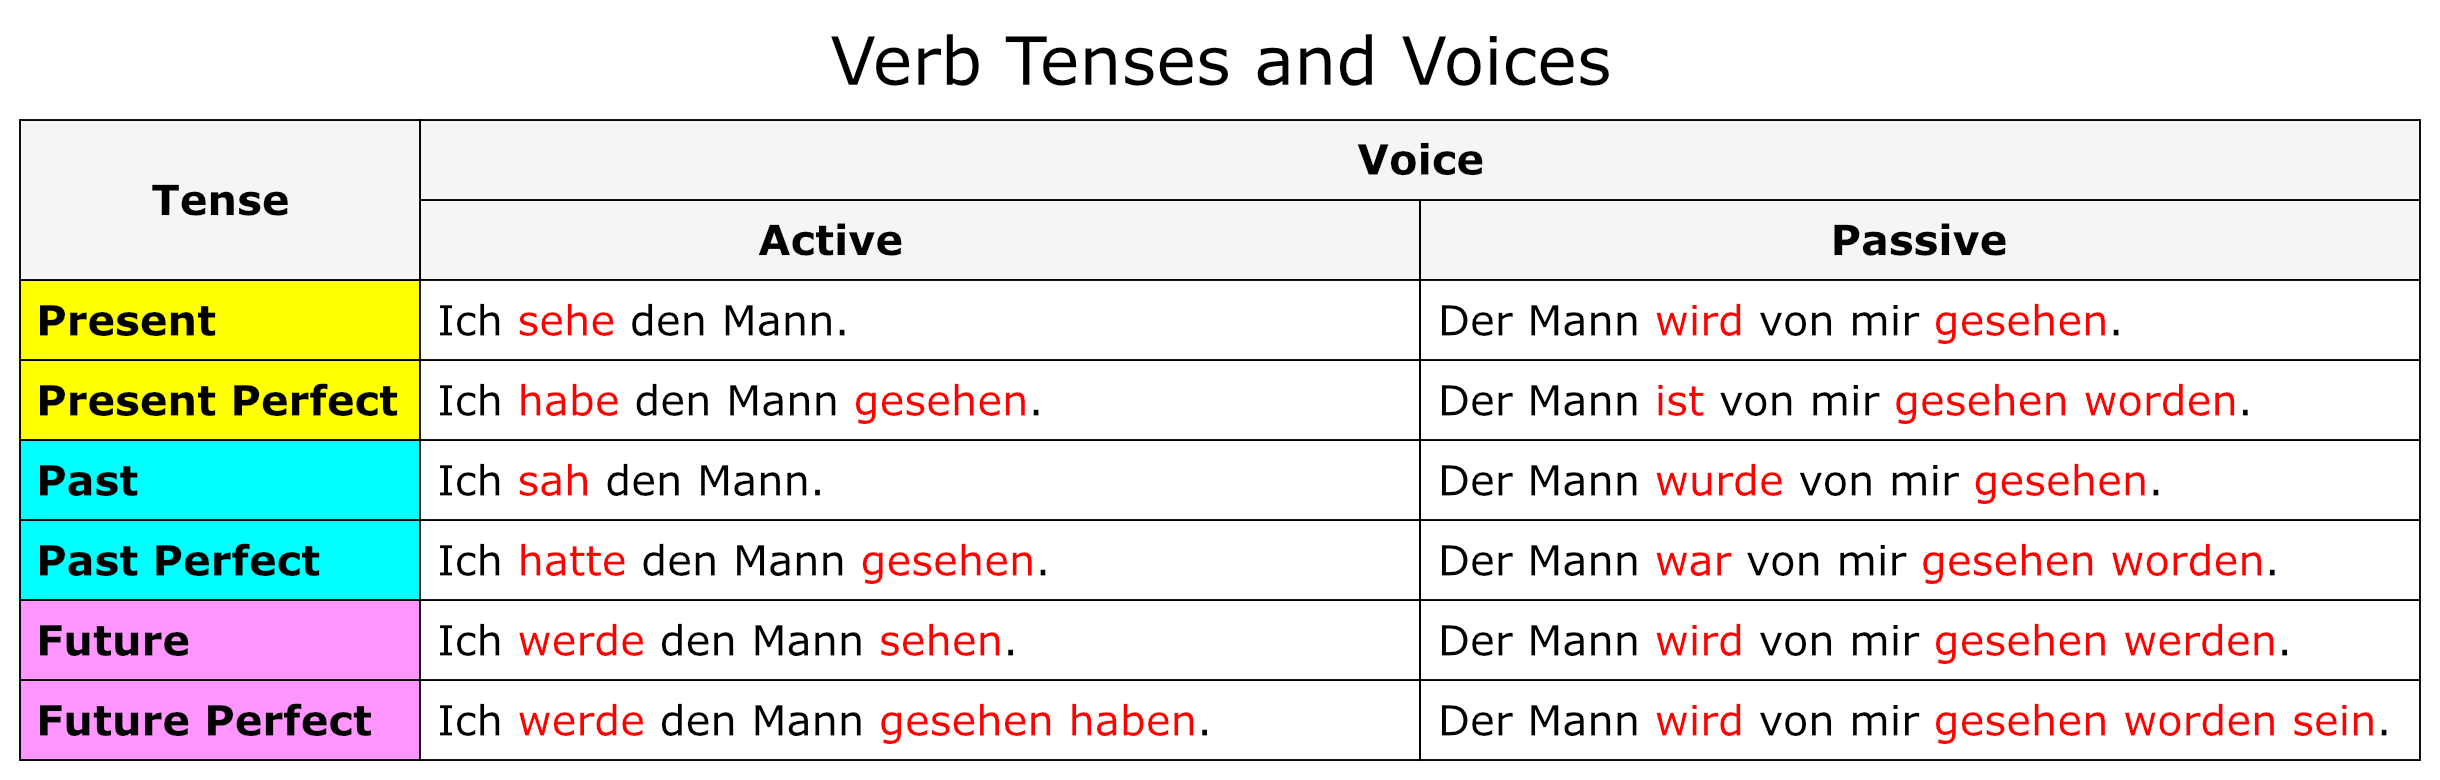 Verb Tenses and Voices
Tense
Voice
Active Passive
Present Ich sehe den Mann. Der Mann wird von mir gesehen.
Present Perfect Ich habe den Mann gesehen. Der Mann ist von mir gesehen worden.
Past Ich sah den Mann. Der Mann wurde von mir gesehen.
Past Perfect Ich hatte den Mann gesehen. Der Mann war von mir gesehen worden.
Future Ich werde den Mann sehen. Der Mann wird von mir gesehen werden.
Future Perfect Ich werde den Mann gesehen haben. Der Mann wird von mir gesehen worden sein.